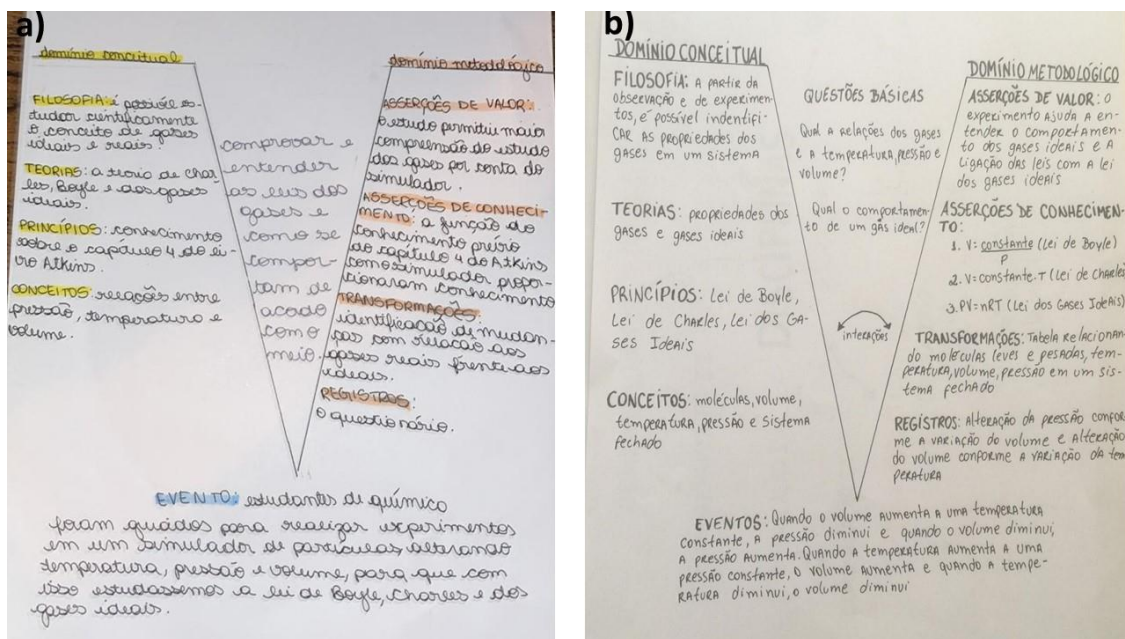 a)
domínio conceitual
FILOSOFIA: é possível es-
tudar cientificamente
o conceito de gases
ideais e reais.
TEORIAS: a teoria de char-
les, Boyle e dos gases
ideais.
PRINCÍPIOS: conhecimento
sobre o capítulo 4 do li-
vro Atkins.
CONCEITOS: relações entre
pressão, temperatura e
volume.
comprovar e
entender
as leis dos
gases e
como se
compor-
tam de
acodo
com o
meio.
domínio metodológico
ASSERÇÕES DE VALOR:
o estudo permitiu maior
compreensão do estudo
dos gases por conta do
simulador.
ASSERÇÕES DE CONHECI-
MENTO: a junção do
conhecimento prévio
do capítulo 4 do Atkins
com o simulador propor-
cionaram conhecimento
TRANSFORMAÇÕES:
identificação de mudan-
ças com relação aos
gases reais frente aos
ideais.
REGISTROS:
o questionário.
EVENTO: estudantes de químico
foram guiados para realizar experimentos
em um simulador de partículas, alterando
temperatura, pressão e volume, para que com
isso estudassemos a lei de Boyle, charles e dos
gases ideais.
b)
DOMÍNIO CONCEITUAL
FILOSOFIA: A PARTIR DA
OBSERVAÇÃO E DE EXPERIMEN-
TOS, É POSSÍVEL INDENTIFI-
CAR AS PROPRIEDADES DOS
GASES EM UM SISTEMA
TEORIAS: PROPRIEDADES DOS
GASES E GASES IDEAIS
PRINCÍPIOS: Lei de Boyle,
Lei de Charles, Lei dos GA-
SES IDEAIS
CONCEITOS: moléculas, volume,
temperatura, pressão e sistema
fechado
QUESTÕES BÁSICAS
Qual a relações dos gases
e a temperatura, pressão e
volume?
Qual o comportamen-
to de um gás ideal?
interações
DOMÍNIO METODOLÓGICO
ASSERÇÕES DE VALOR: O
experimento ajuda a en-
tender o comportamen-
to dos gases ideais e a
ligação das leis com a lei
dos gases ideais
ASSERÇÕES DE CONHECIMEN-
TO:
1. V= constante (Lei de Boyle)
P
2. V=constante.T (Lei de charles)
3. PV=nRT (Lei dos Gases Ideais)
TRANSFORMAÇÕES: Tabela relacionan-
do moléculas leves e pesadas, tem-
peratura, volume, pressão em um sis-
tema fechado
REGISTROS: Alteração da pressão confor-
me a variação do volume e alteração
do volume conforme a variação da tem
peratura
EVENTOS: Quando o volume aumenta a uma temperatura
constante, a pressão diminui e quando o volume diminui,
a pressão aumenta. Quando a temperatura aumenta a uma
pressão constante, o volume aumenta e quando a tempe-
ratura diminui, o volume diminui